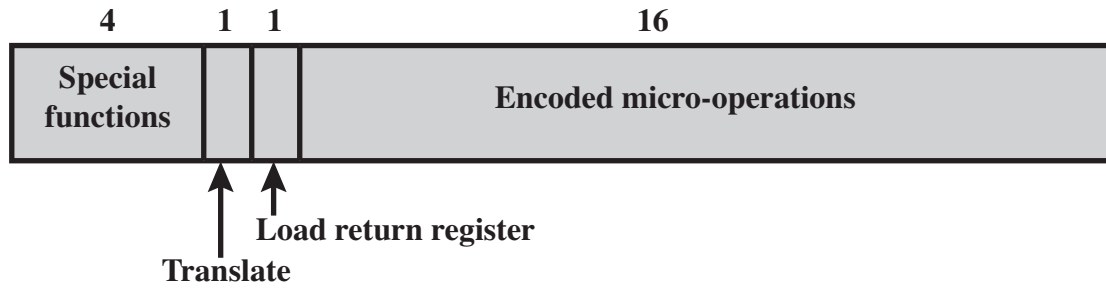 4 1 1 16
Special
functions
Encoded micro-operations
Load return register
Translate